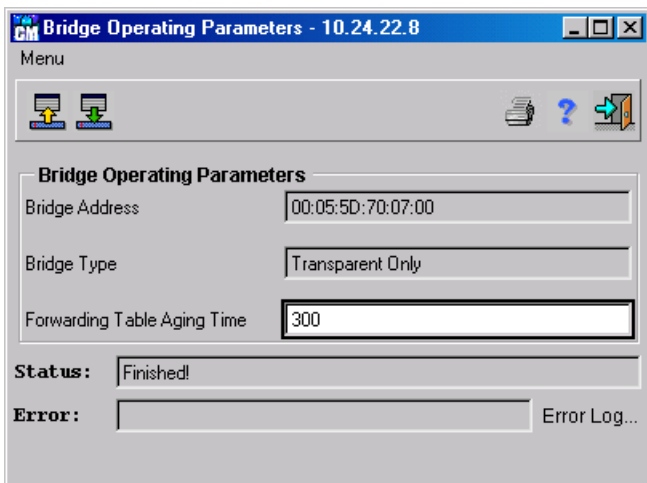 GM Bridge Operating Parameters - 10.24.22.8
Menu
?
Bridge Operating Parameters
Bridge Address 00:05:5D:70:07:00
Bridge Type Transparent Only
Forwarding Table Aging Time 300
Status: Finished!
Error: Error Log...